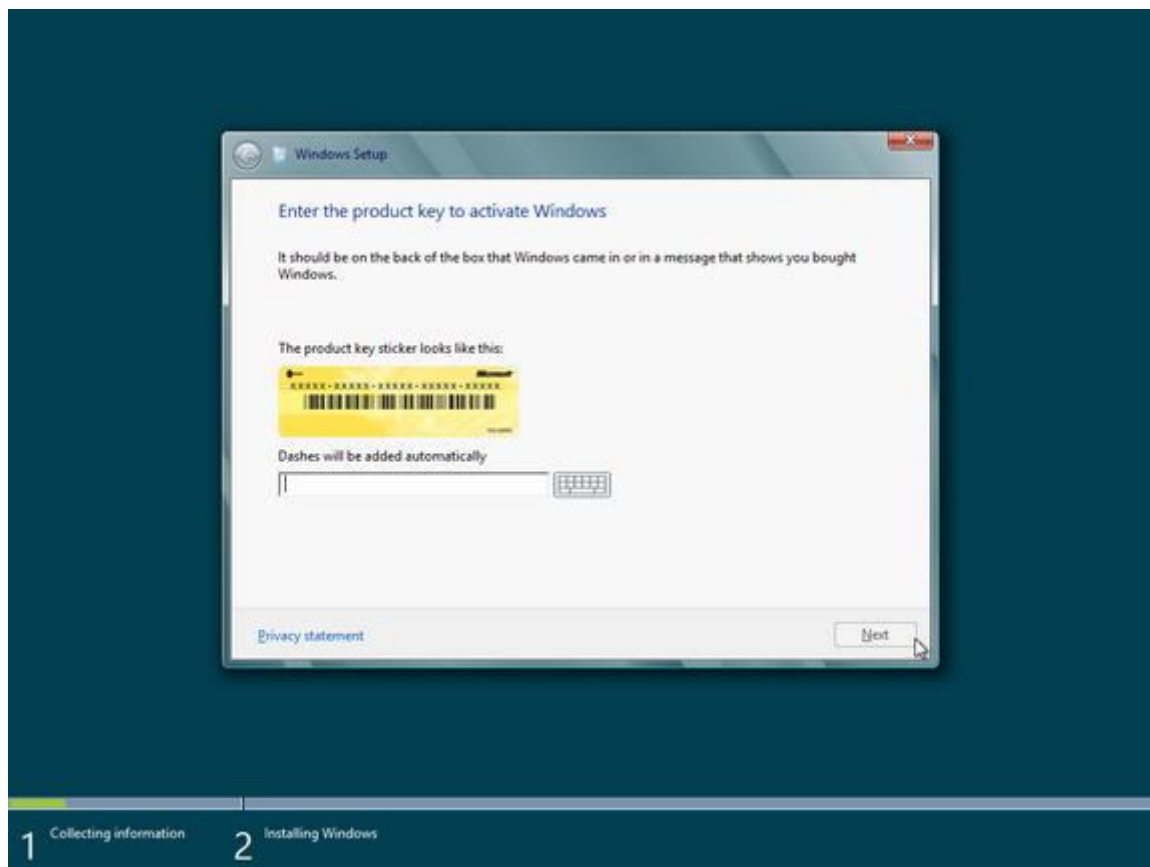 Windows Setup
Enter the product key to activate Windows
It should be on the back of the box that Windows came in or in a message that shows you bought
Windows.
The product key sticker looks like this:
Microsoft
XXXXX-XXXXX-XXXXX-XXXXX-XXXXX
Dashes will be added automatically
Privacy statement
Next
1 Collecting information
2 Installing Windows